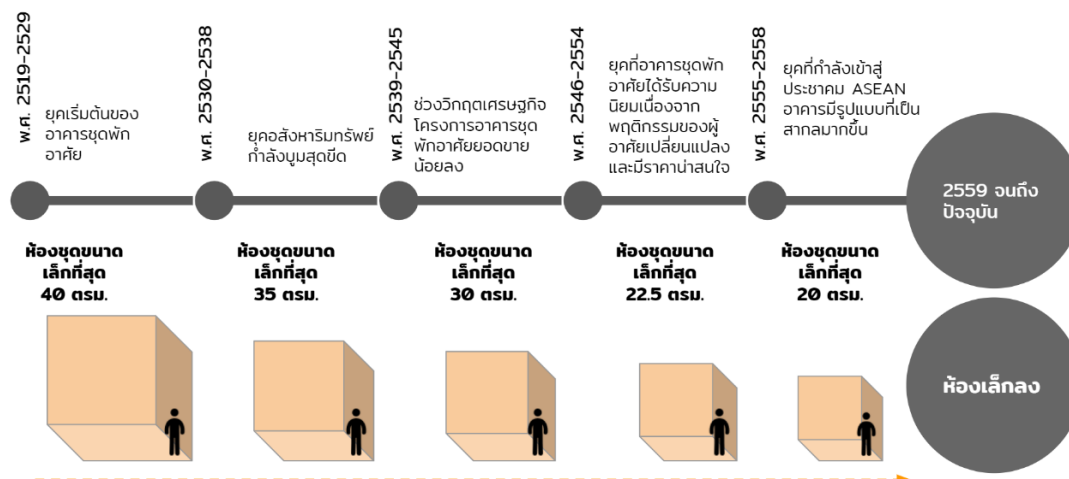 พ.ศ. 2519-2529
ยุคเริ่มต้นของ
อาคารชุดพัก
อาศัย
พ.ศ. 2530-2538
ยุคอสังหาริมทรัพย์
กำลังบูมสุดขีด
พ.ศ. 2539-2545
ช่วงวิกฤตเศรษฐกิจ
โครงการอาคารชุด
พักอาศัยยอดขาย
น้อยลง
พ.ศ. 2546-2554
ยุคที่อาคารชุดพัก
อาศัยได้รับความ
นิยมเนื่องจาก
พฤติกรรมของผู้
อาศัยเปลี่ยนแปลง
และมีราคาน่าสนใจ
พ.ศ. 2555-2558
ยุคที่กำลังเข้าสู่
ประชาคม ASEAN
อาคารมีรูปแบบที่เป็น
สากลมากขึ้น
2559 จนถึง
ปัจจุบัน
ห้องชุดขนาด
เล็กที่สุด
40 ตรม.
ห้องชุดขนาด
เล็กที่สุด
35 ตรม.
ห้องชุดขนาด
เล็กที่สุด
30 ตรม.
ห้องชุดขนาด
เล็กที่สุด
22.5 ตรม.
ห้องชุดขนาด
เล็กที่สุด
20 ตรม.
ห้องเล็กลง